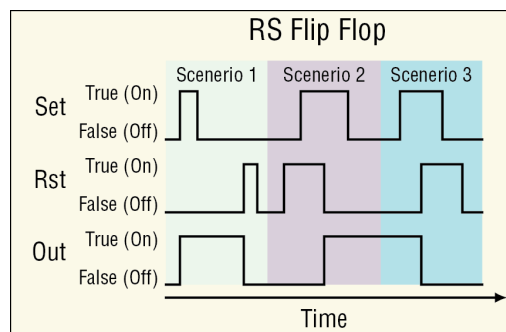 RS Flip Flop
Scenerio 1 Scenerio 2 Scenerio 3
Set True (On)
False (Off)
Rst True (On)
False (Off)
Out True (On)
False (Off)
Time